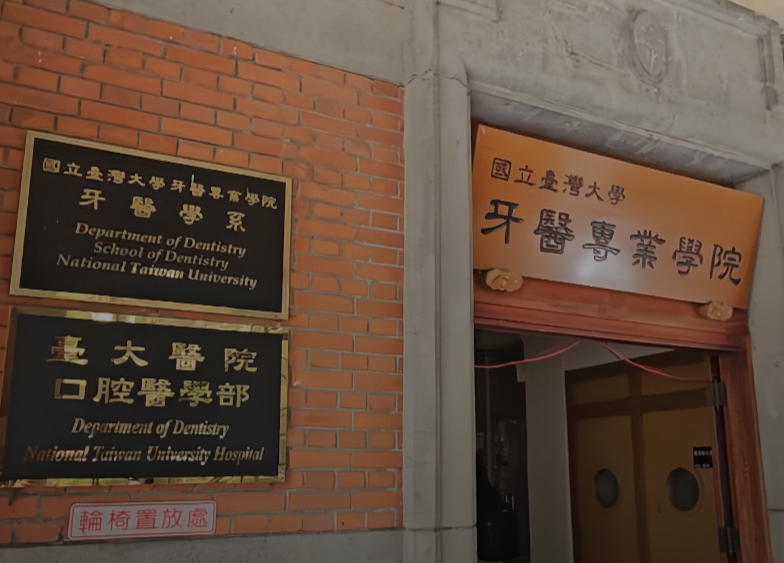 國立臺灣大學牙醫專業學院
牙醫學系
Department of Dentistry
School of Dentistry
National Taiwan University
臺大醫院
口腔醫學部
Department of Dentistry
National Taiwan University Hospital
輪椅置放處
國立臺灣大學
牙醫專業學院